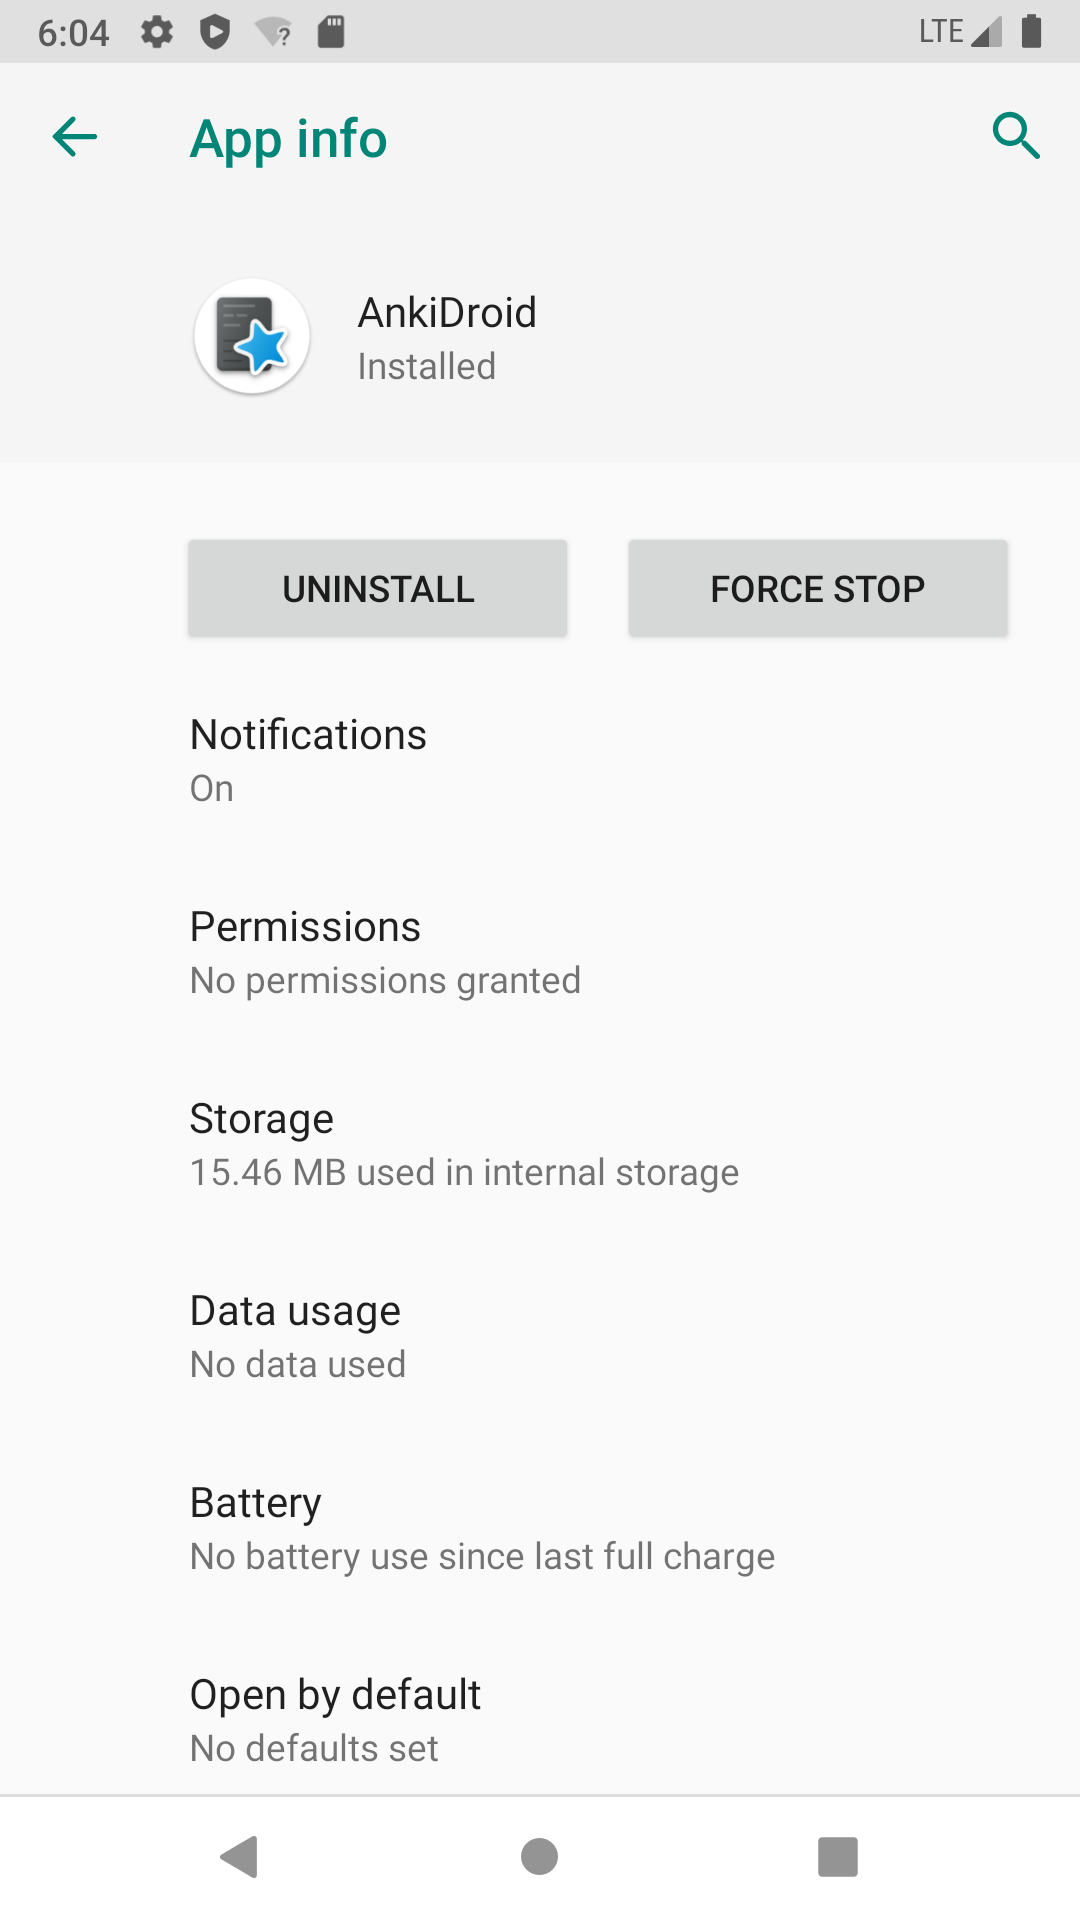 6:04
LTE
App info
AnkiDroid
Installed
UNINSTALL
FORCE STOP
Notifications
On
Permissions
No permissions granted
Storage
15.46 MB used in internal storage
Data usage
No data used
Battery
No battery use since last full charge
Open by default
No defaults set